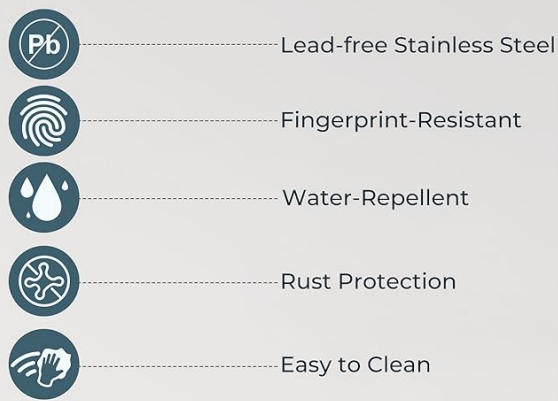 Pb
Lead-free Stainless Steel
Fingerprint-Resistant
Water-Repellent
Rust Protection
Easy to Clean